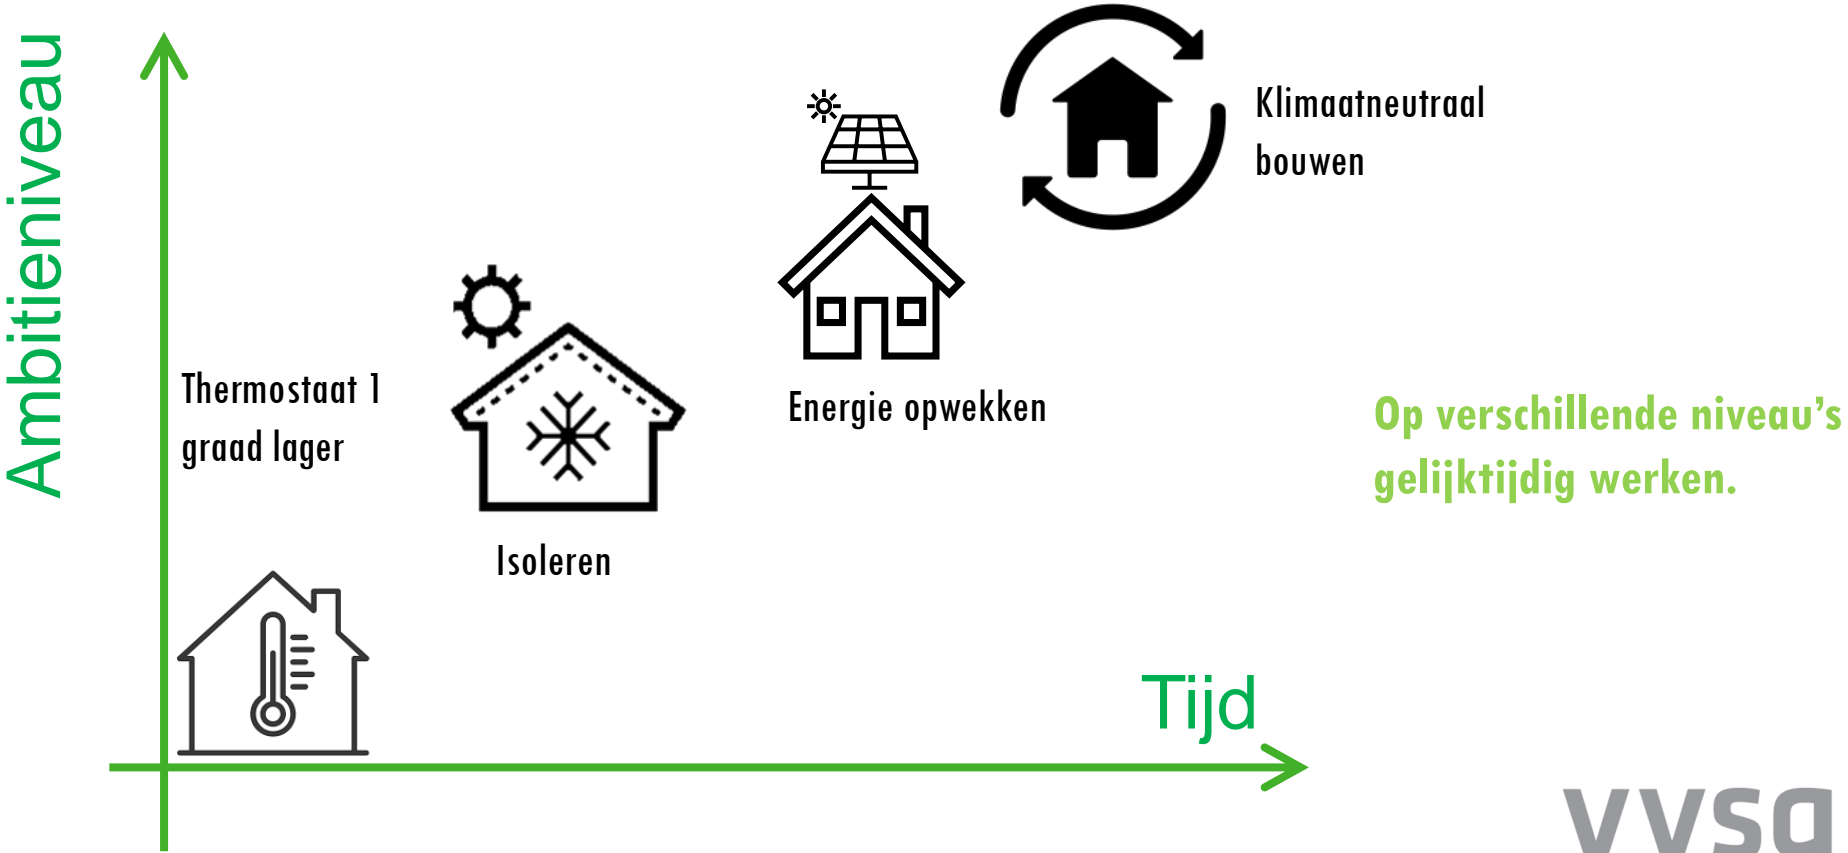 Ambitieniveau
Klimaatneutraal
bouwen
Thermostaat 1
graad lager
Energie opwekken
Op verschillende niveau’s
gelijktijdig werken.
Isoleren
Tijd
vvsg